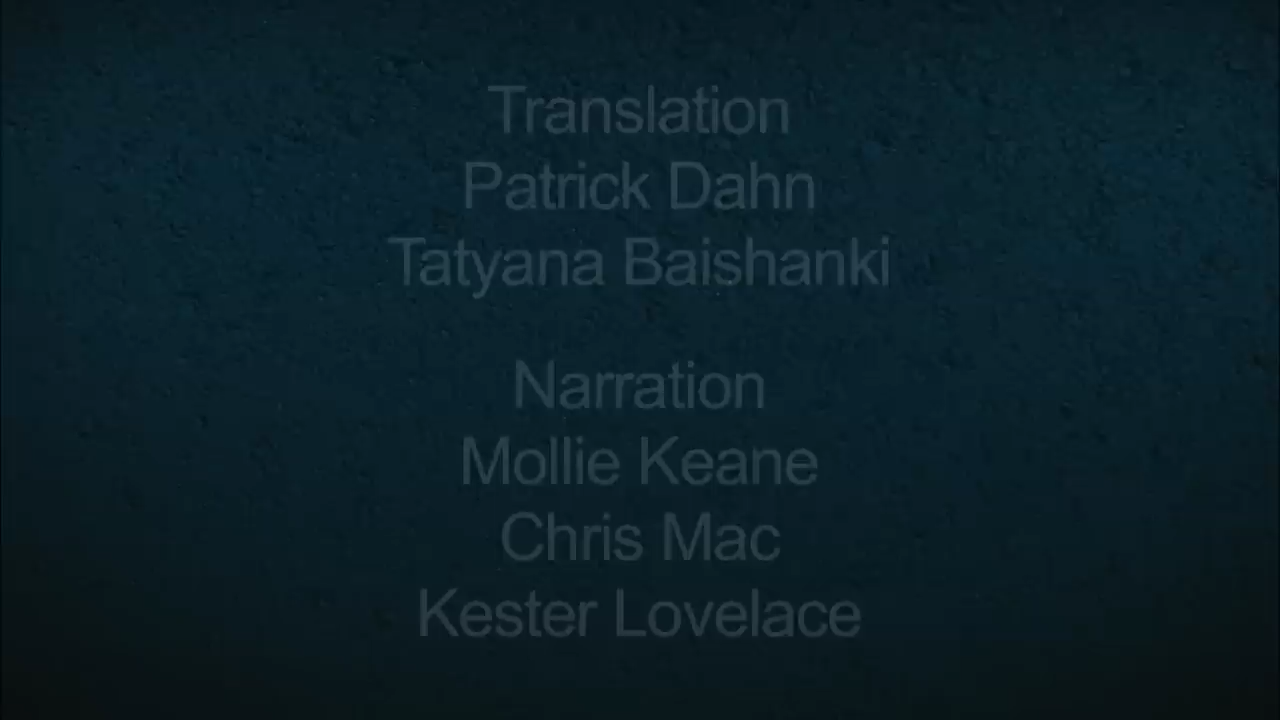 Translation
Patrick Dahn
Tatyana Baishanki
Narration
Mollie Keane
Chris Mac
Kester Lovelace